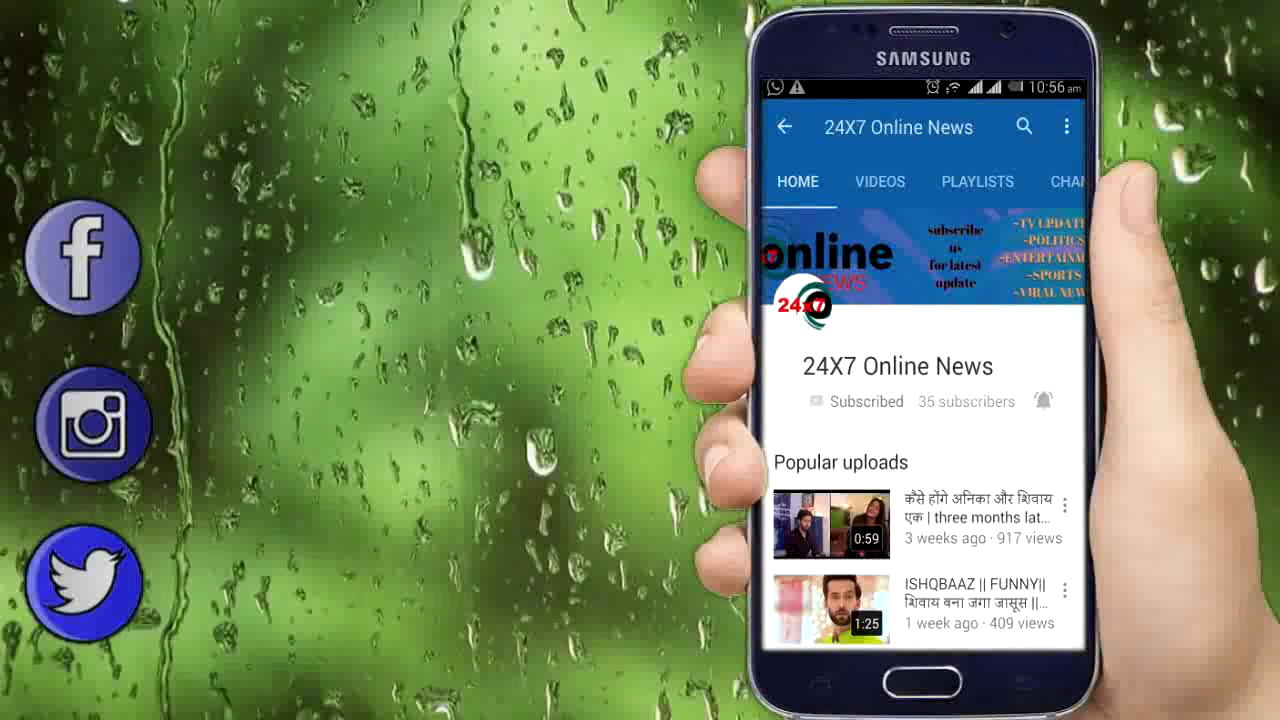 SAMSUNG
10:56 am
24X7 Online News
HOME VIDEOS PLAYLISTS CHAN
online
EWS
24x7
subscribe
us
for latest
update
-TV UPDATE
-POLITICS
-ENTERTAINM
-SPORTS
-VIRAL NEW
24X7 Online News
Subscribed 35 subscribers
Popular uploads
0:59
कैसे होंगे अनिका और शिवाय
एक | three months lat...
3 weeks ago · 917 views
1:25
ISHQBAAZ || FUNNY||
शिवाय बना जगा जासूस ||...
1 week ago · 409 views